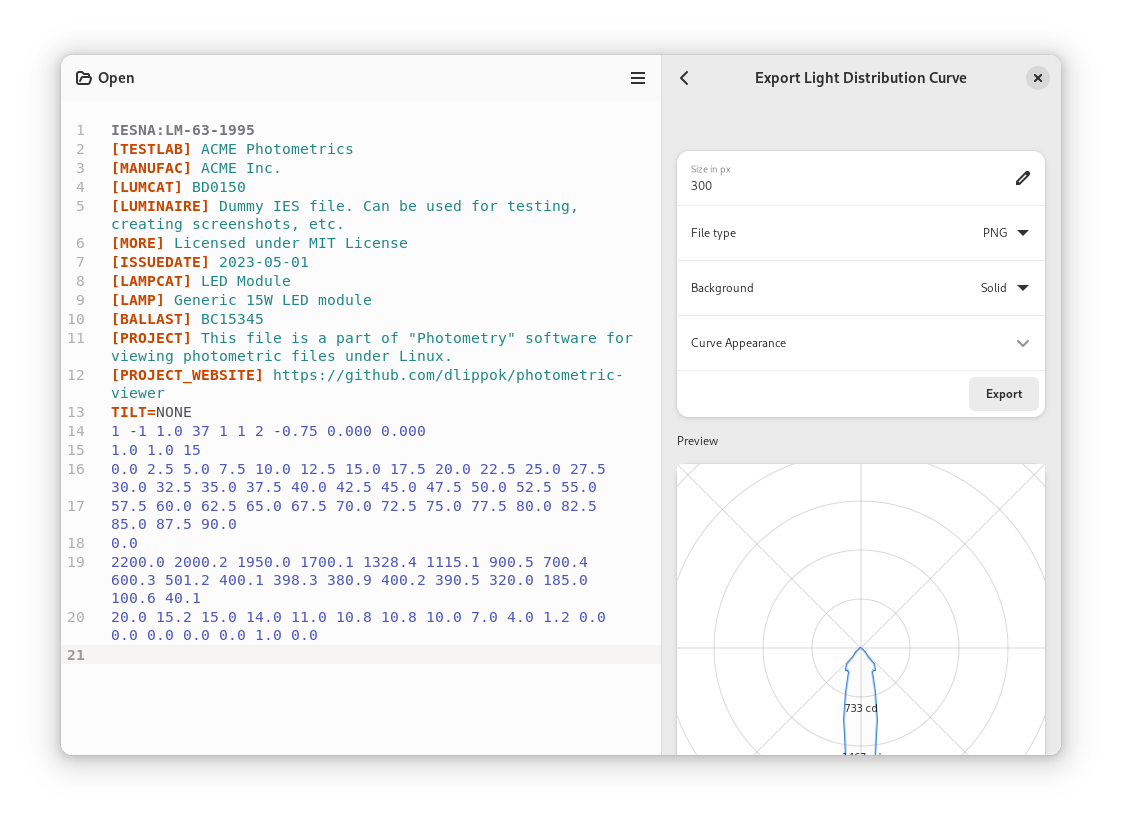 Open
Export Light Distribution Curve
1 IESNA:LM-63-1995
2 [TESTLAB] ACME Photometrics
3 [MANUFAC] ACME Inc.
4 [LUMCAT] BD0150
5 [LUMINAIRE] Dummy IES file. Can be used for testing,
creating screenshots, etc.
6 [MORE] Licensed under MIT License
7 [ISSUEDATE] 2023-05-01
8 [LAMPCAT] LED Module
9 [LAMP] Generic 15W LED module
10 [BALLAST] BC15345
11 [PROJECT] This file is a part of "Photometry" software for
viewing photometric files under Linux.
12 [PROJECT_WEBSITE] https://github.com/dlippok/photometric-
viewer
13 TILT=NONE
14 1 -1 1.0 37 1 1 2 -0.75 0.000 0.000
15 1.0 1.0 15
16 0.0 2.5 5.0 7.5 10.0 12.5 15.0 17.5 20.0 22.5 25.0 27.5
30.0 32.5 35.0 37.5 40.0 42.5 45.0 47.5 50.0 52.5 55.0
17 57.5 60.0 62.5 65.0 67.5 70.0 72.5 75.0 77.5 80.0 82.5
85.0 87.5 90.0
18 0.0
19 2200.0 2000.2 1950.0 1700.1 1328.4 1115.1 900.5 700.4
600.3 501.2 400.1 398.3 380.9 400.2 390.5 320.0 185.0
100.6 40.1
20 20.0 15.2 15.0 14.0 11.0 10.8 10.8 10.0 7.0 4.0 1.2 0.0
0.0 0.0 0.0 0.0 1.0 0.0
21
Size in px
300
File type PNG
Background Solid
Curve Appearance
Export
Preview
733 cd